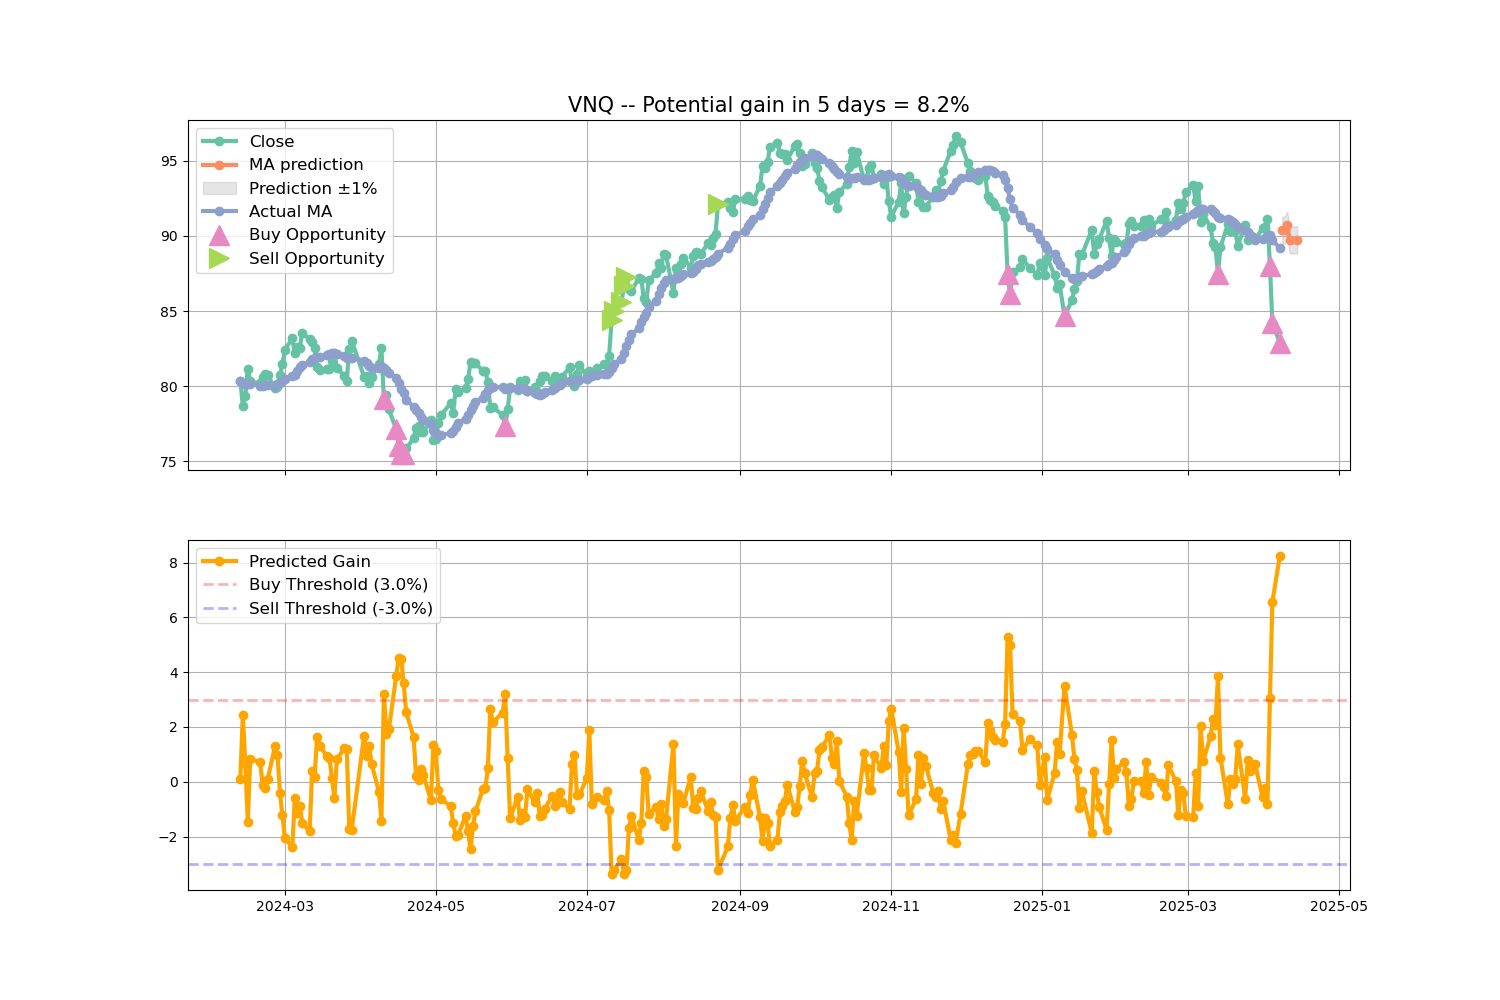 VNQ -- Potential gain in 5 days = 8.2%
Close
MA prediction
Prediction ±1%
Actual MA
Buy Opportunity
Sell Opportunity
95
90
85
80
75
Predicted Gain
Buy Threshold (3.0%)
Sell Threshold (-3.0%)
8
6
4
2
0
−2
2024-03
2024-05
2024-07
2024-09
2024-11
2025-01
2025-03
2025-05